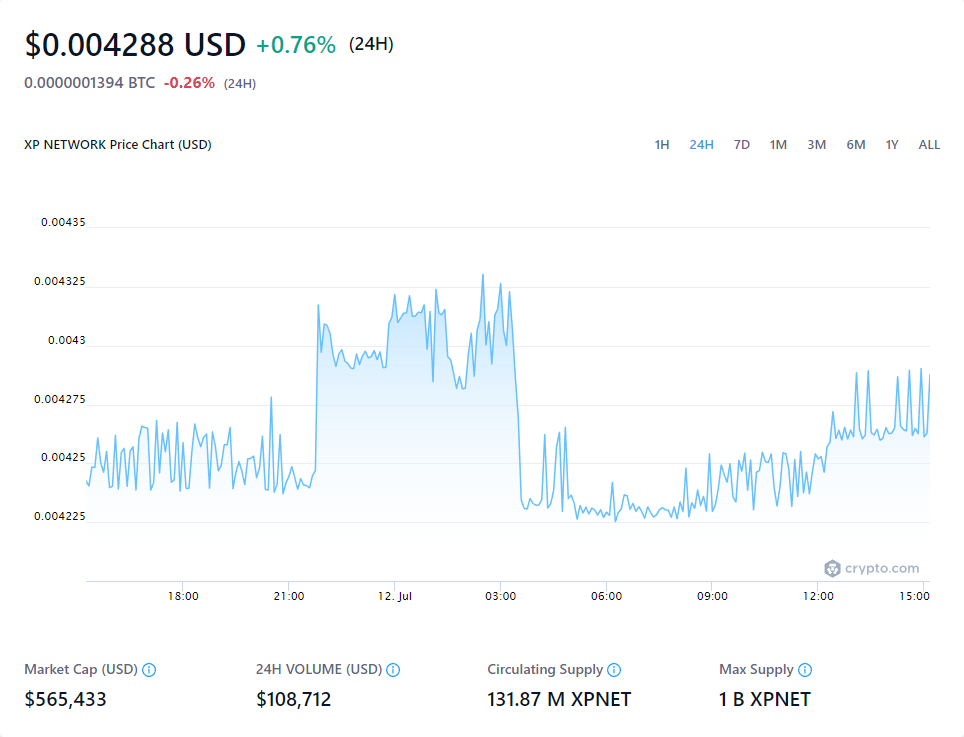 $0.004288 USD +0.76% (24H)
0.0000001394 BTC -0.26% (24H)
XP NETWORK Price Chart (USD) 1H 24H 7D 1M 3M 6M 1Y ALL
0.00435
0.004325
0.0043
0.004275
0.00425
0.004225
crypto.com
18:00 21:00 12. Jul 03:00 06:00 09:00 12:00 15:00
Market Cap (USD) 24H VOLUME (USD) Circulating Supply Max Supply
$565,433 $108,712 131.87 M XPNET 1 B XPNET